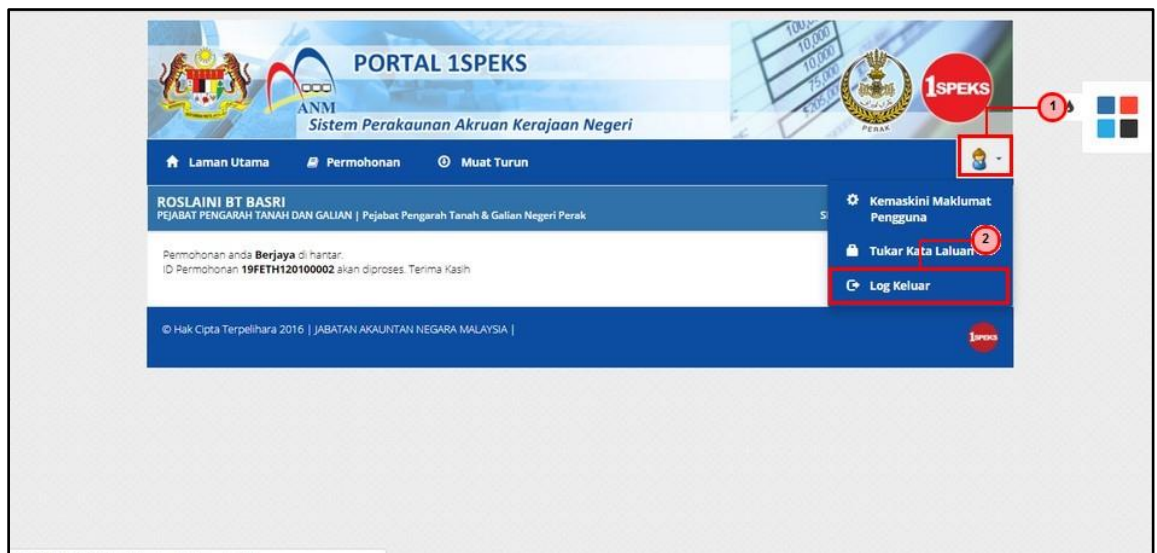 PORTAL 1SPEKS
ANM
Sistem Perakaunan Akruan Kerajaan Negeri
PERAK
1SPEKS
1
Laman Utama Permohonan Muat Turun
ROSLAINI BT BASRI
PEJABAT PENGARAH TANAH DAN GALIAN | Pejabat Pengarah Tanah & Galian Negeri Perak
Kemaskini Maklumat
Pengguna
2
Tukar Kata Laluan
Log Keluar
Permohonan anda Berjaya di hantar.
ID Permohonan 19FETH120100002 akan diproses. Terima Kasih
© Hak Cipta Terpelihara 2016 | JABATAN AKAUNTAN NEGARA MALAYSIA |
1SPEKS